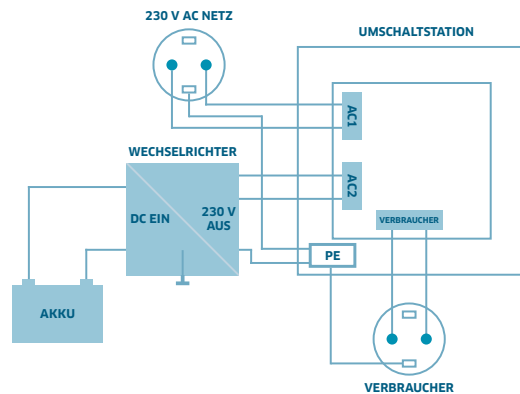 230 V AC NETZ
UMSCHALTSTATION
AC1
WECHSELRICHTER
AC2
DC EIN
230 V
AUS
VERBRAUCHER
PE
AKKU
VERBRAUCHER